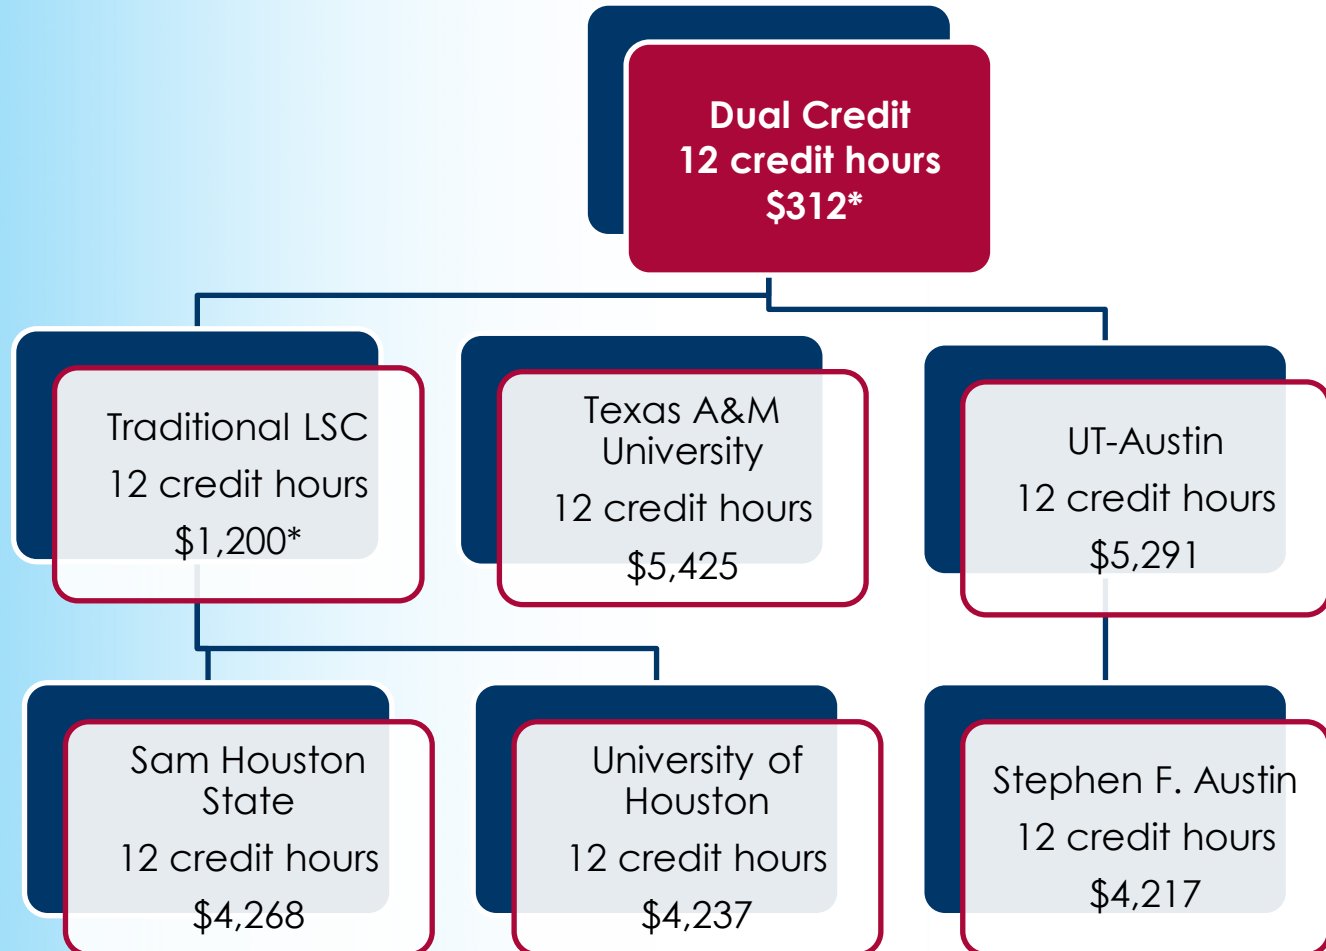 Dual Credit
12 credit hours
$312*
Traditional LSC
12 credit hours
$1,200*
Texas A&M
University
12 credit hours
$5,425
UT-Austin
12 credit hours
$5,291
Sam Houston
State
12 credit hours
$4,268
University of
Houston
12 credit hours
$4,237
Stephen F. Austin
12 credit hours
$4,217